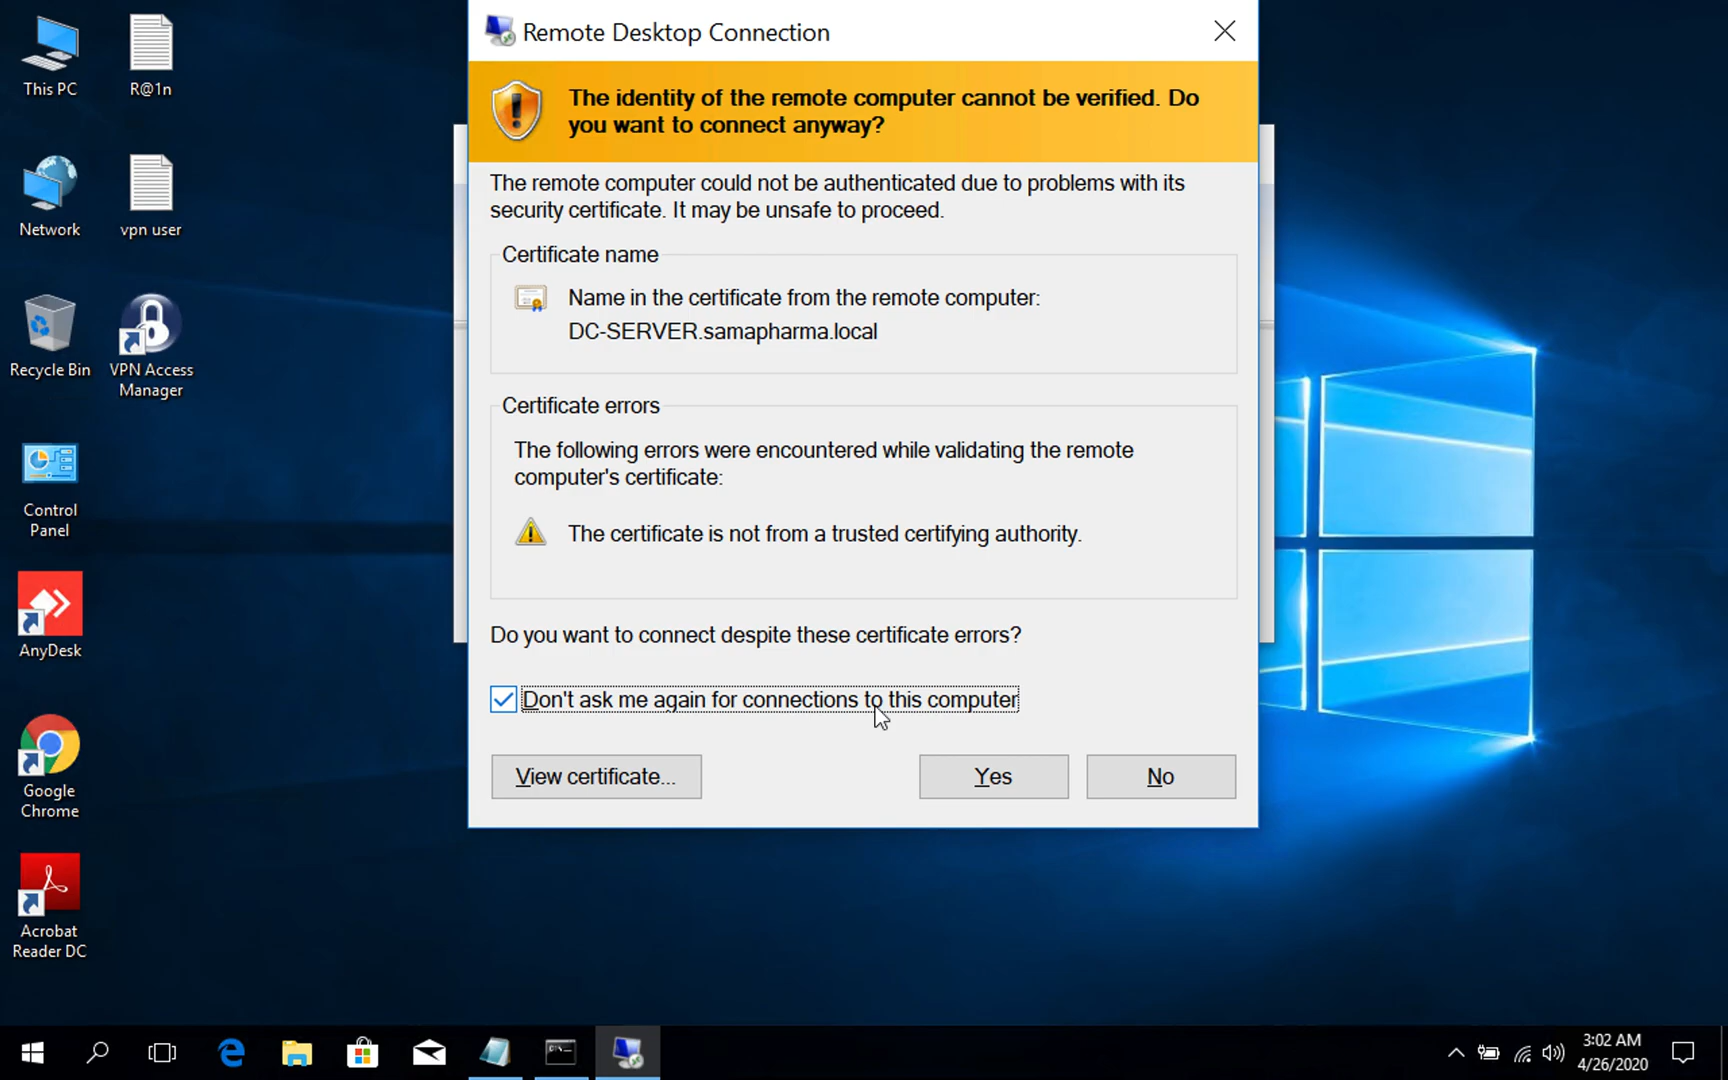 This PC
R@1n
Network
vpn user
Recycle Bin
VPN Access
Manager
Control
Panel
AnyDesk
Google
Chrome
Acrobat
Reader DC
Remote Desktop Connection
The identity of the remote computer cannot be verified. Do
you want to connect anyway?
The remote computer could not be authenticated due to problems with its
security certificate. It may be unsafe to proceed.
Certificate name
Name in the certificate from the remote computer:
DC-SERVER.samapharma.local
Certificate errors
The following errors were encountered while validating the remote
computer's certificate:
The certificate is not from a trusted certifying authority.
Do you want to connect despite these certificate errors?
Don't ask me again for connections to this computer
View certificate...
Yes
No
3:02 AM
4/26/2020